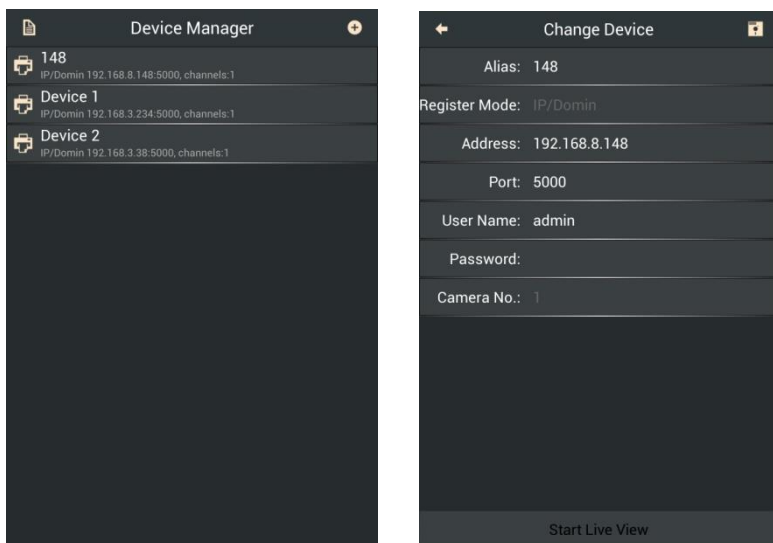 Device Manager
148
IP/Domin 192.168.8.148:5000, channels:1
Device 1
IP/Domin 192.168.3.234:5000, channels:1
Device 2
IP/Domin 192.168.3.38:5000, channels:1
Change Device
Alias: 148
Register Mode: IP/Domin
Address: 192.168.8.148
Port: 5000
User Name: admin
Password:
Camera No.: 1
Start Live View